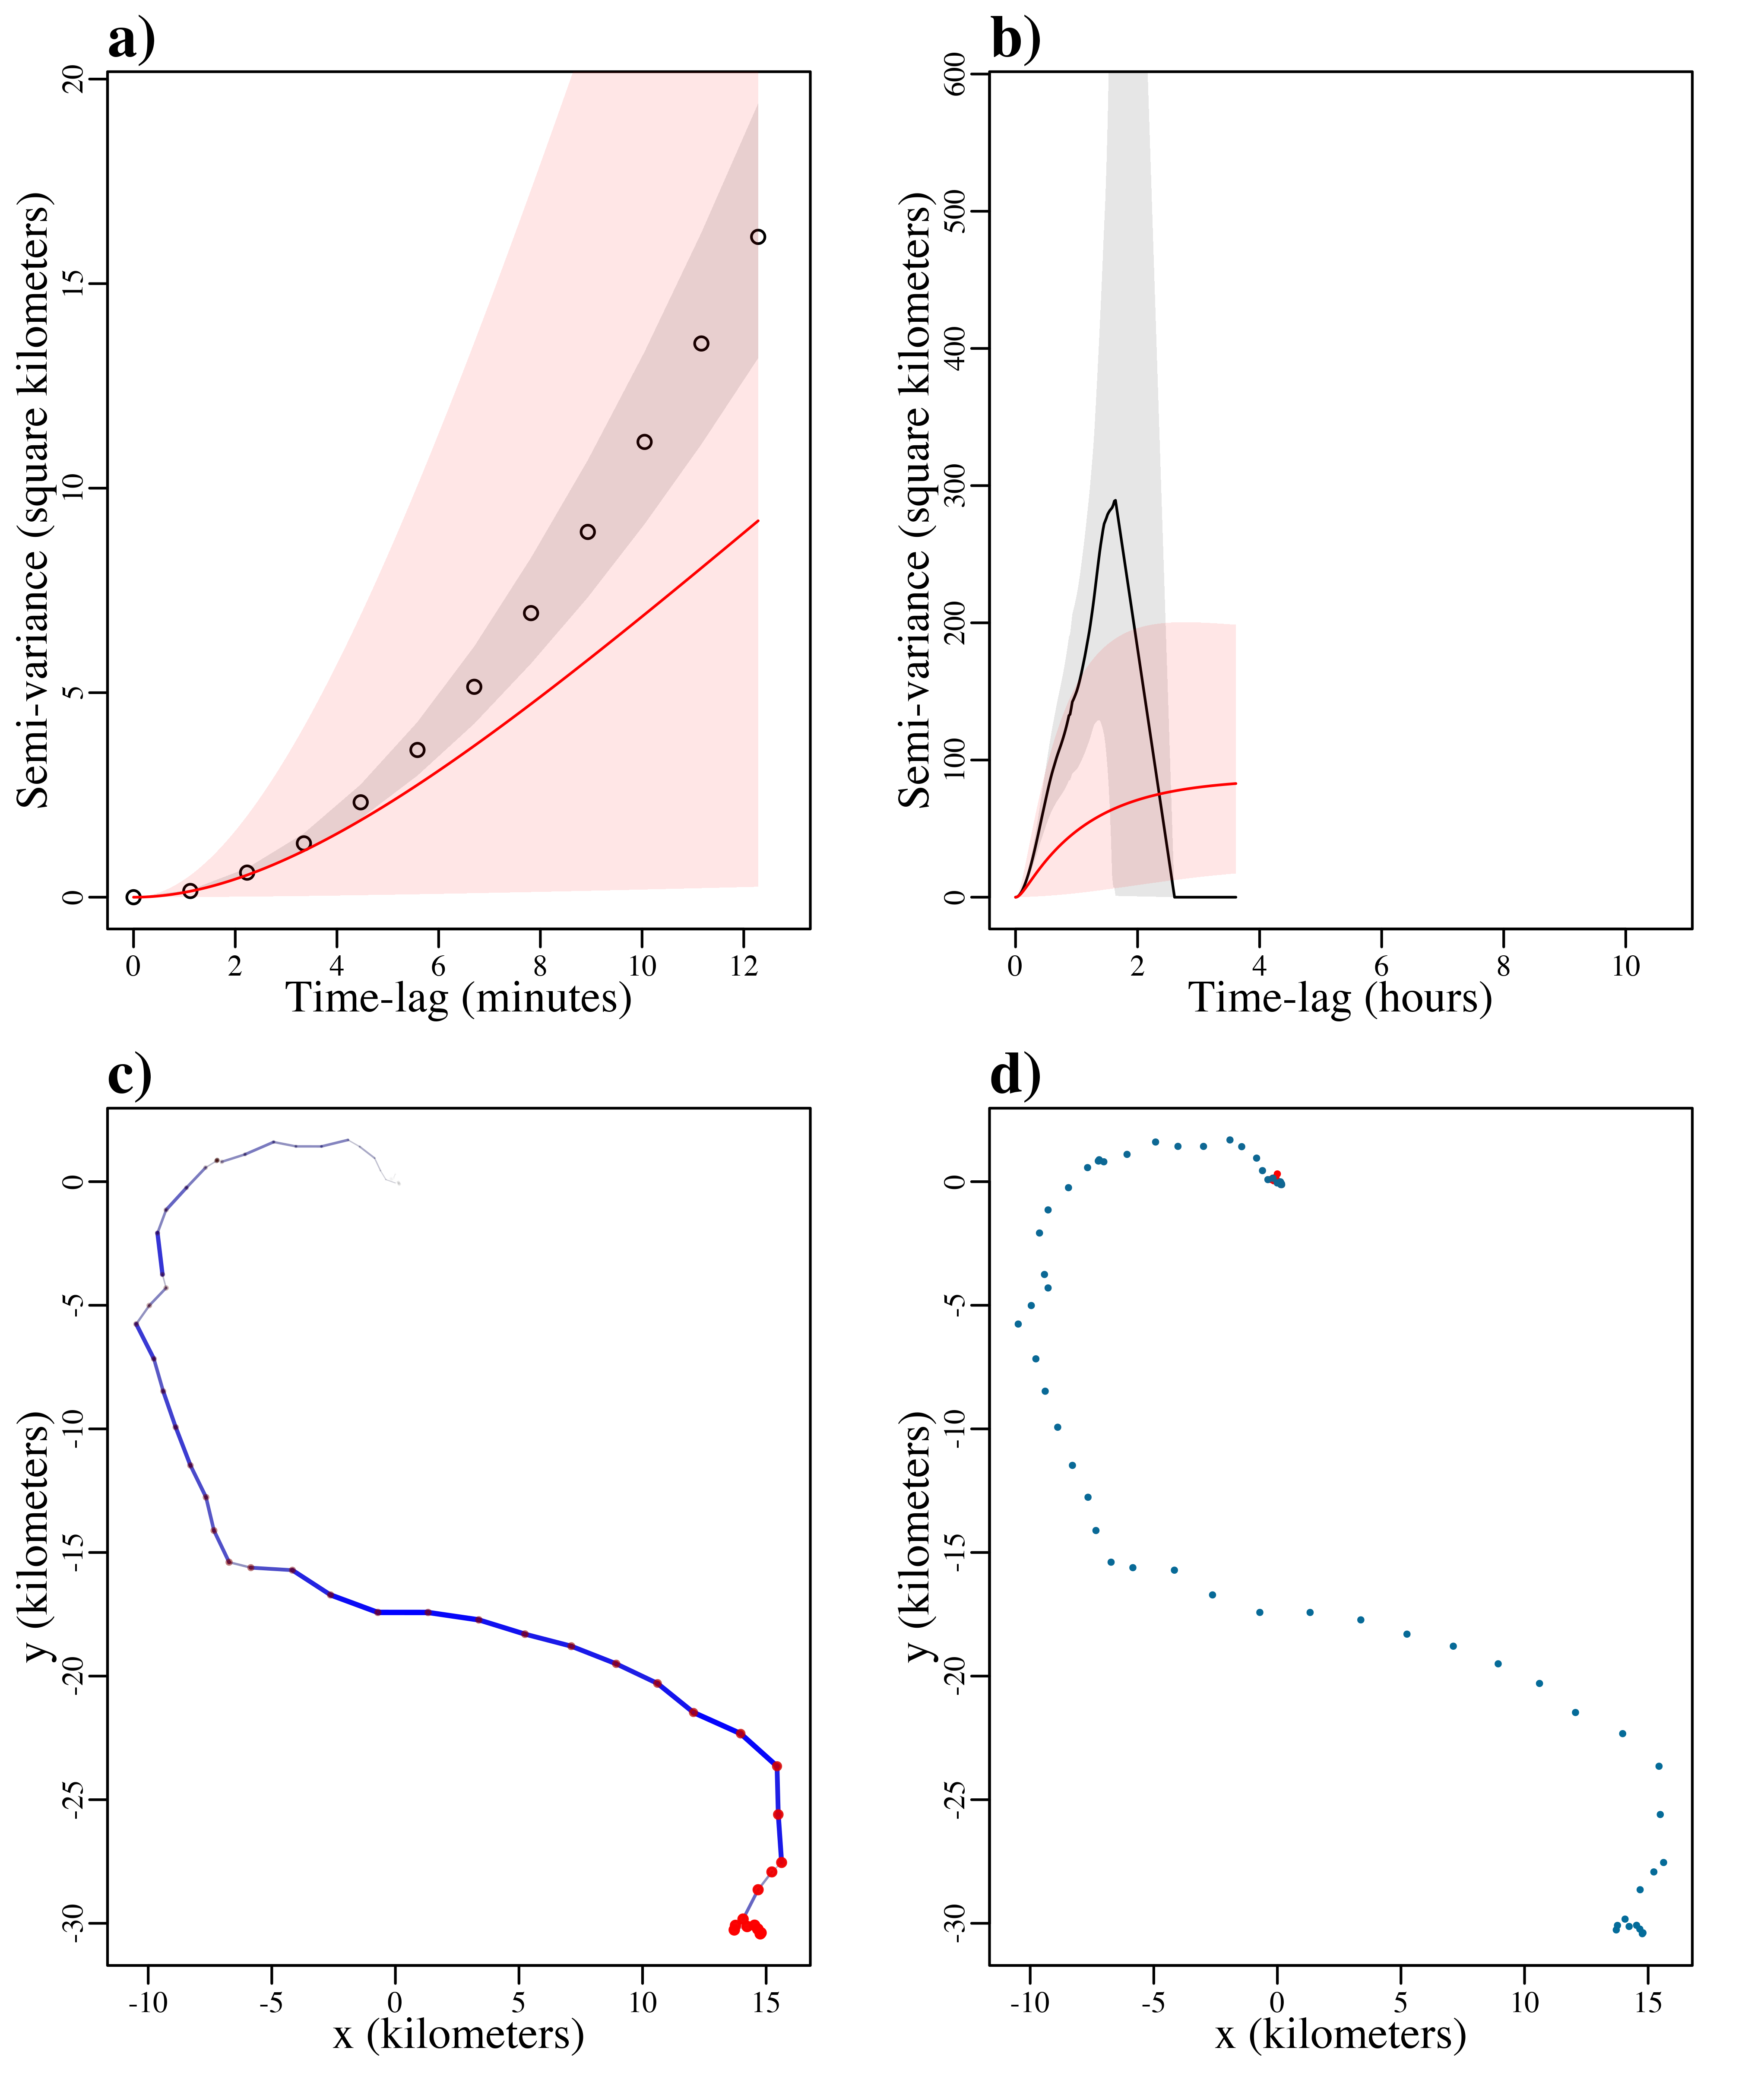 a)
20
15
10
5
0
Semi-variance (square kilometers)
0 2 4 6 8 10 12
Time-lag (minutes)
b)
600
500
400
300
200
100
0
Semi-variance (square kilometers)
0 2 4 6 8 10
Time-lag (hours)
c)
0
-5
-10
-15
-20
-25
-30
y (kilometers)
-10 -5 0 5 10 15
x (kilometers)
d)
0
-5
-10
-15
-20
-25
-30
y (kilometers)
-10 -5 0 5 10 15
x (kilometers)